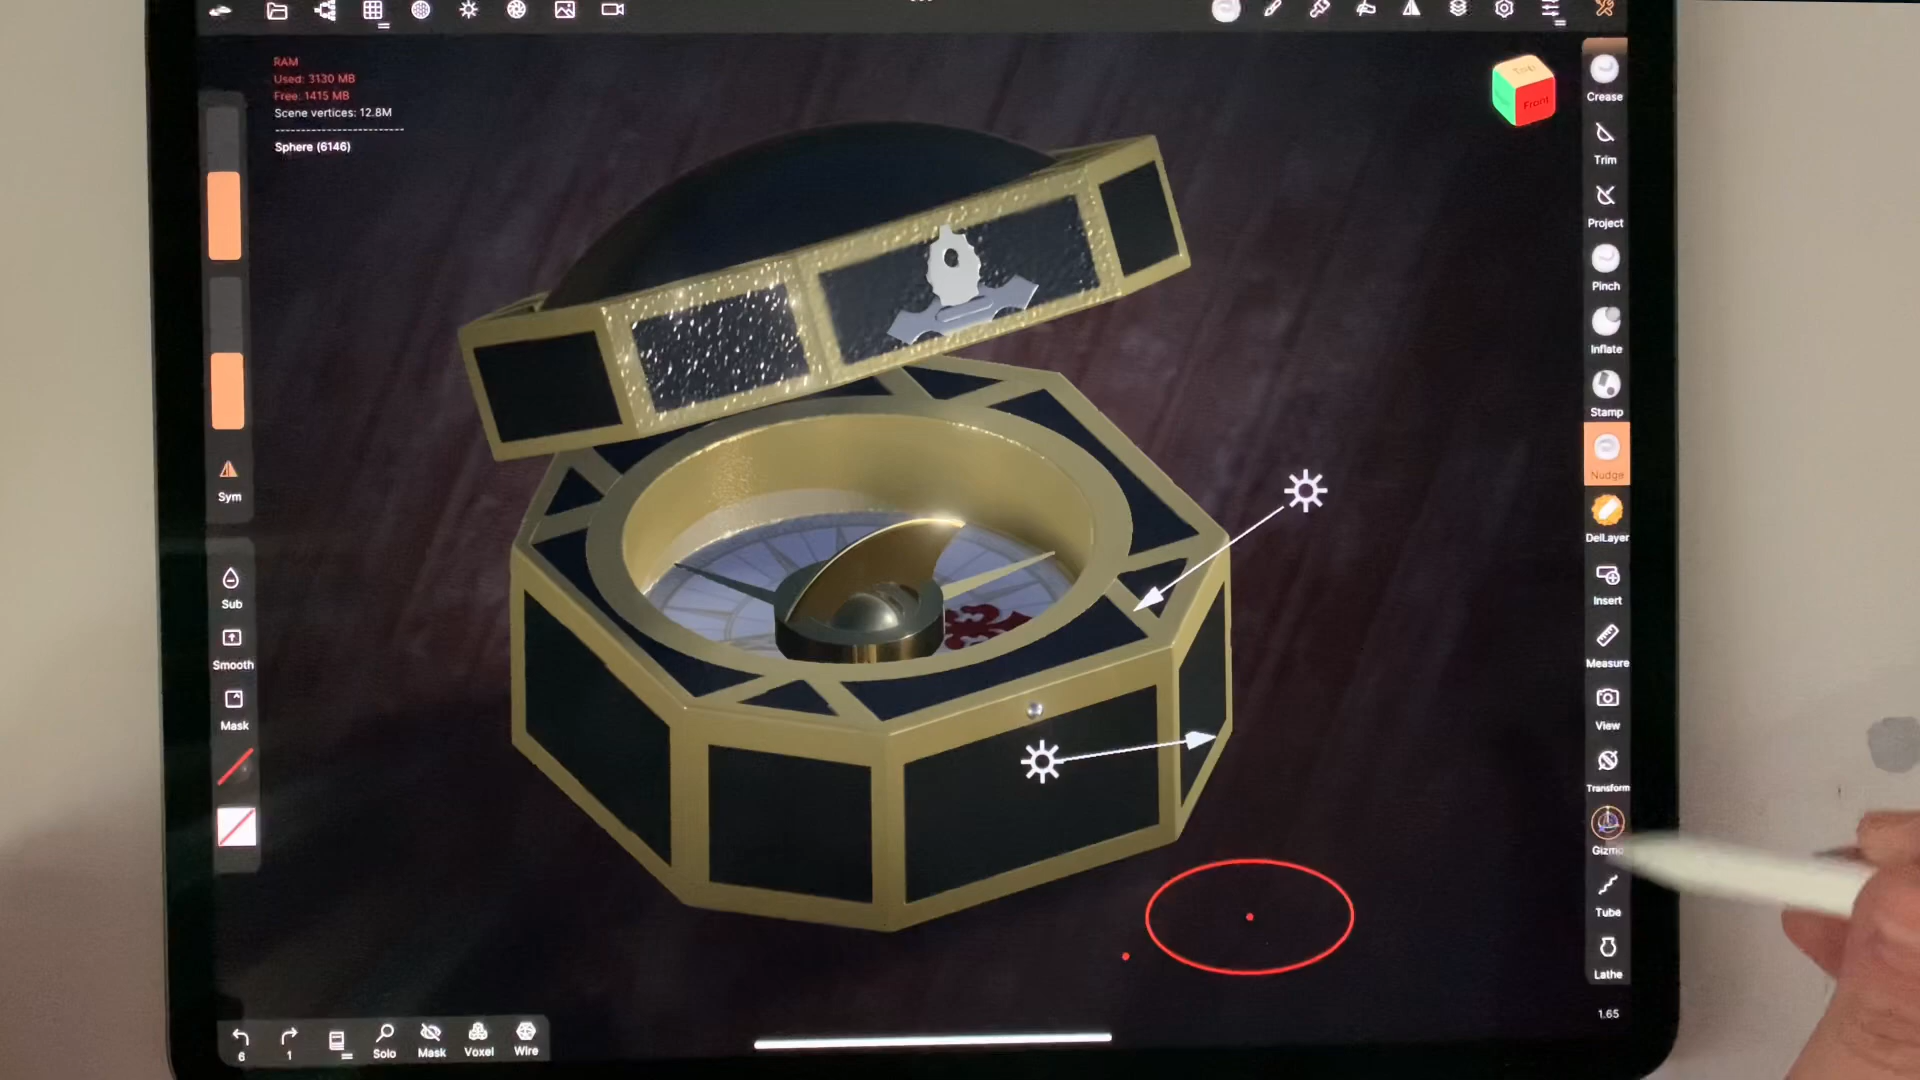 RAM
Used: 3130 MB
Free: 1415 MB
Scene vertices: 12.8M
Sphere (6146)
Front
Crease
Trim
Project
Pinch
Inflate
Stamp
Nudge
DelLayer
Insert
Measure
View
Transform
Gizmo
Tube
Lathe
1.65
Sym
Sub
Smooth
Mask
6
1
Solo
Mask
Voxel
Wire